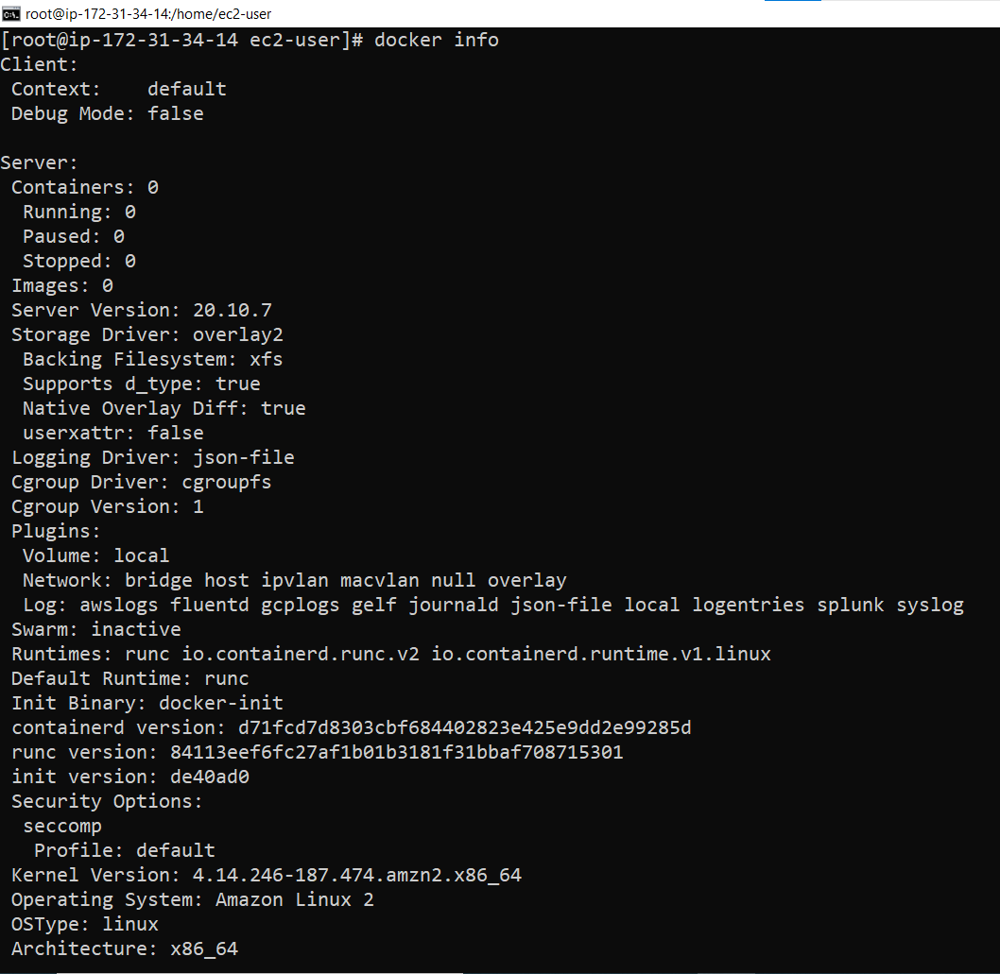 root@ip-172-31-34-14:/home/ec2-user
[root@ip-172-31-34-14 ec2-user]# docker info
Client:
 Context:    default
 Debug Mode: false

Server:
 Containers: 0
  Running: 0
  Paused: 0
  Stopped: 0
 Images: 0
 Server Version: 20.10.7
 Storage Driver: overlay2
  Backing Filesystem: xfs
  Supports d_type: true
  Native Overlay Diff: true
  userxattr: false
 Logging Driver: json-file
 Cgroup Driver: cgroupfs
 Cgroup Version: 1
 Plugins:
  Volume: local
  Network: bridge host ipvlan macvlan null overlay
  Log: awslogs fluentd gcplogs gelf journald json-file local logentries splunk syslog
 Swarm: inactive
 Runtimes: runc io.containerd.runc.v2 io.containerd.runtime.v1.linux
 Default Runtime: runc
 Init Binary: docker-init
 containerd version: d71fcd7d8303cbf684402823e425e9dd2e99285d
 runc version: 84113eef6fc27af1b01b3181f31bbaf708715301
 init version: de40ad0
 Security Options:
  seccomp
   Profile: default
 Kernel Version: 4.14.246-187.474.amzn2.x86_64
 Operating System: Amazon Linux 2
 OSType: linux
 Architecture: x86_64